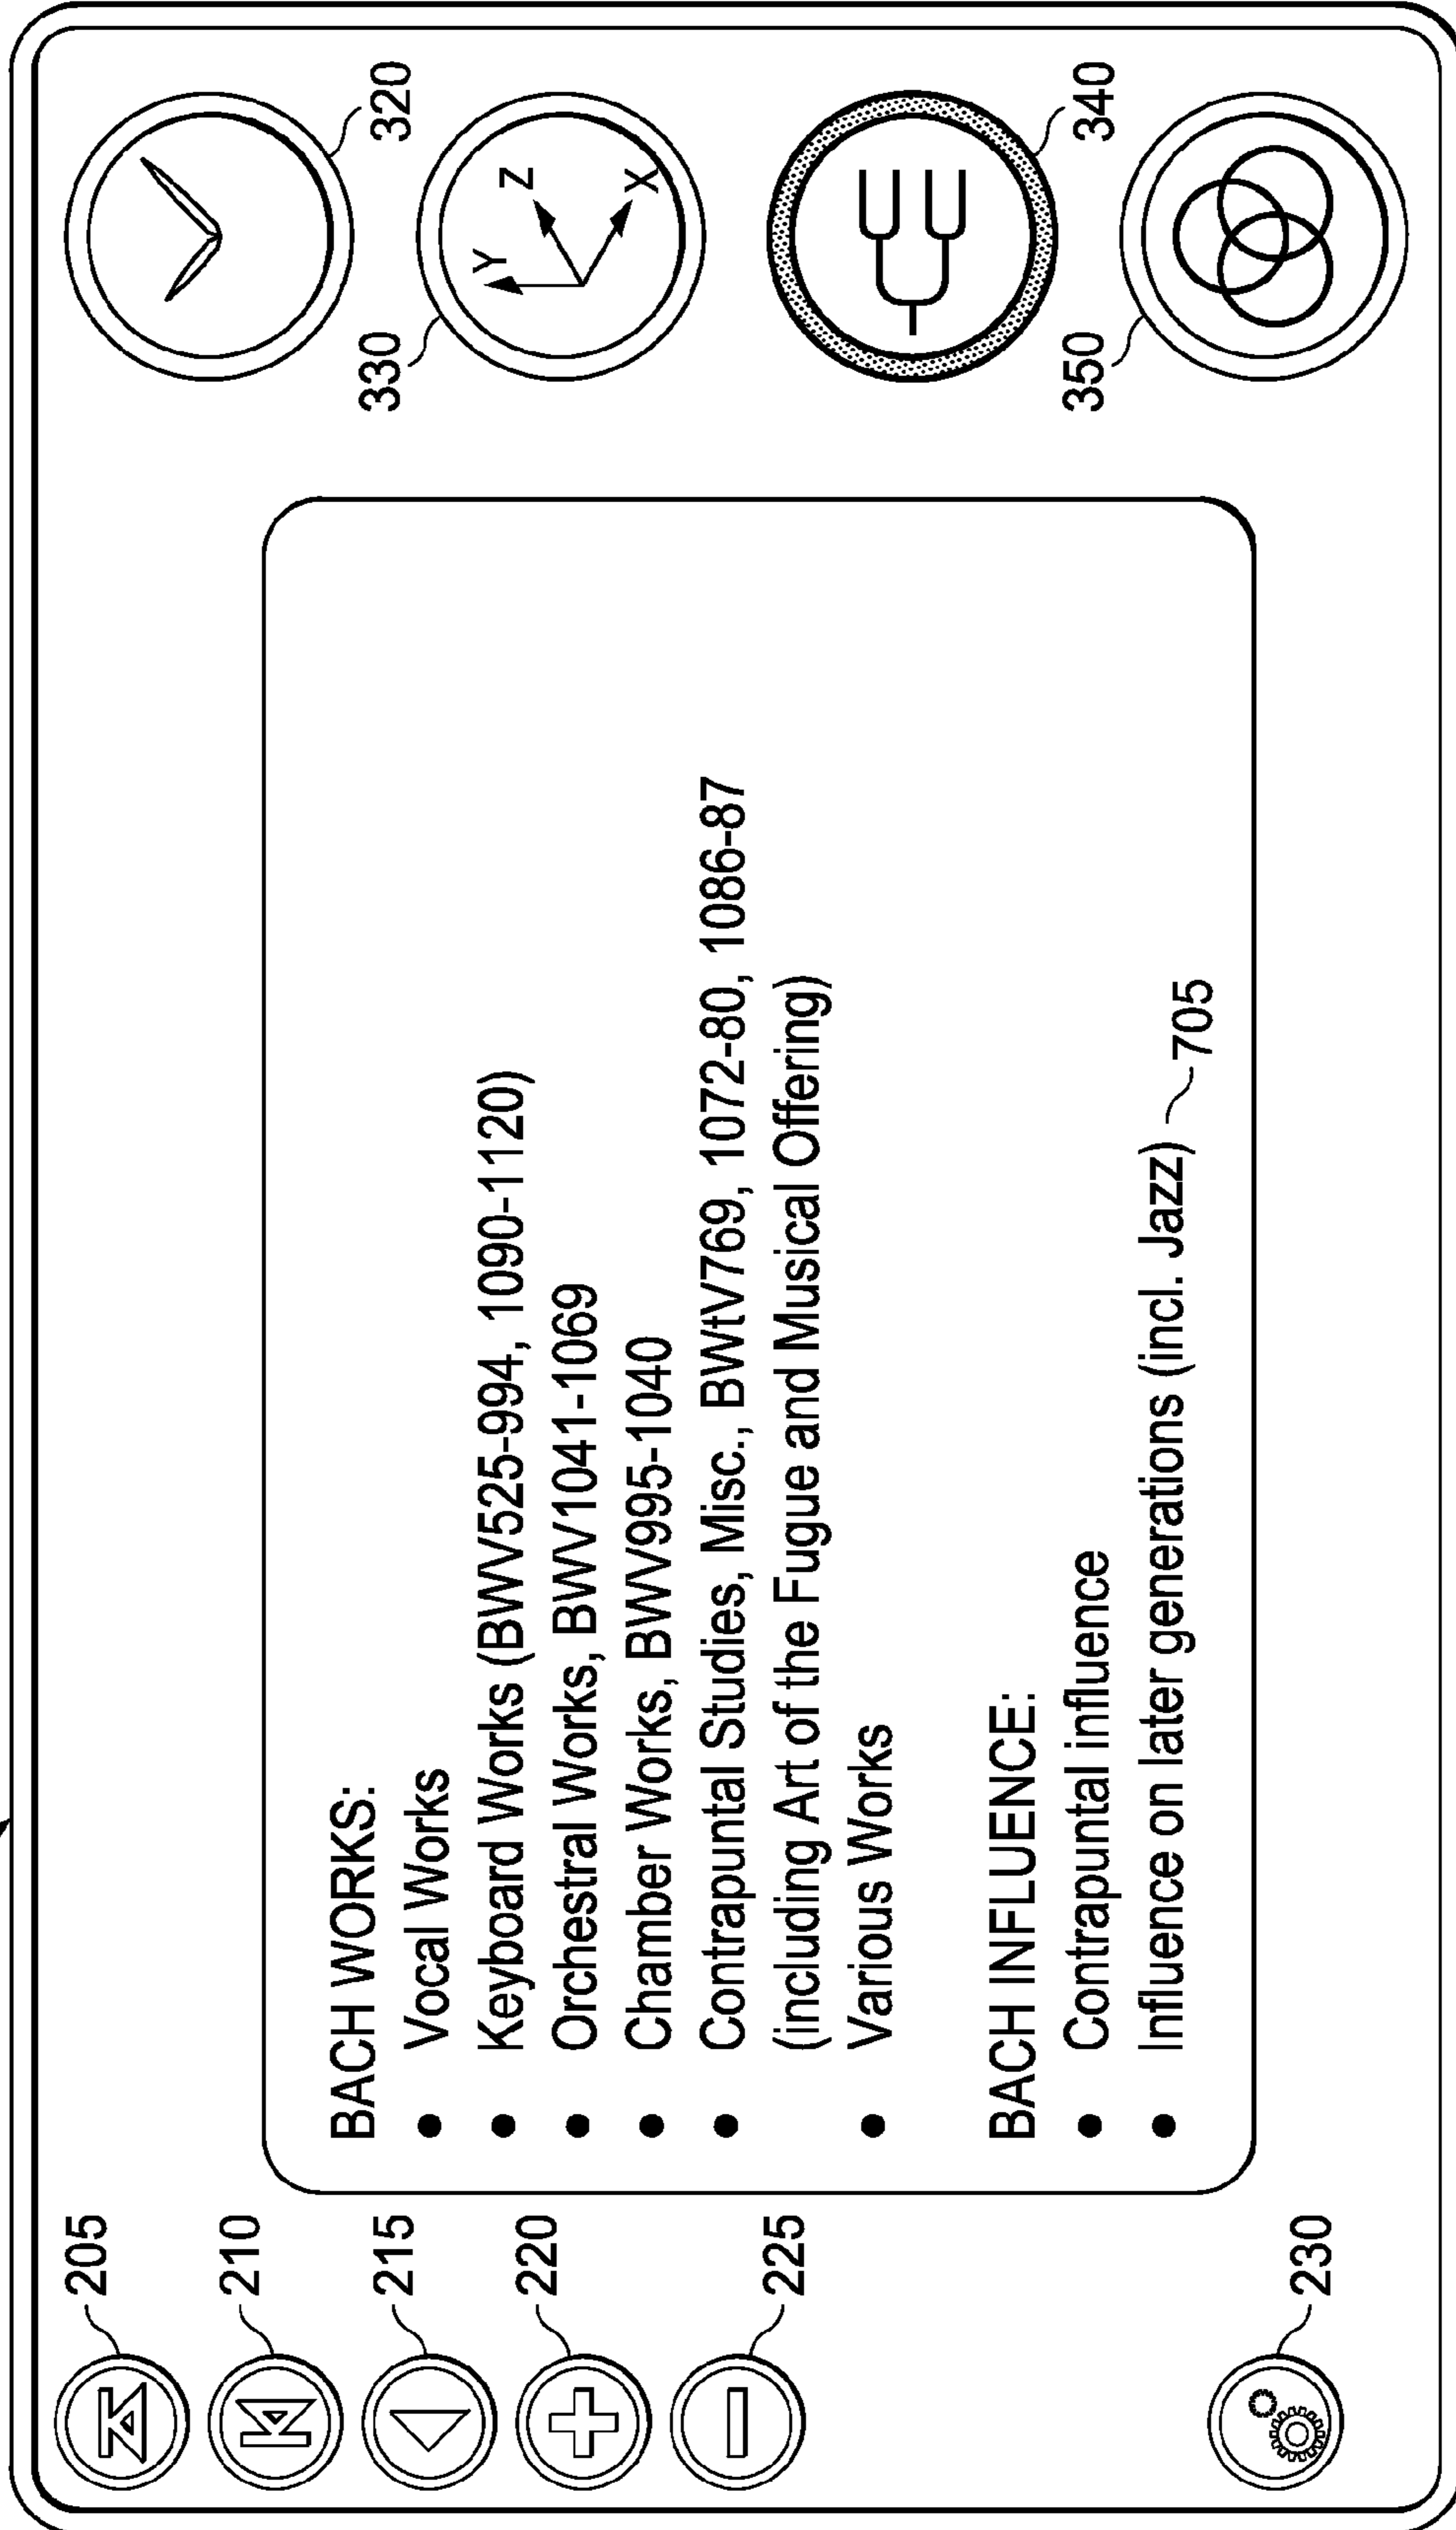 205
210
215
220
225
230
BACH WORKS:
• Vocal Works
• Keyboard Works (BWV525-994, 1090-1120)
• Orchestral Works, BWV1041-1069
• Chamber Works, BWV995-1040
• Contrapuntal Studies, Misc., BWtV769, 1072-80, 1086-87
(including Art of the Fugue and Musical Offering)
• Various Works
BACH INFLUENCE:
• Contrapuntal influence
• Influence on later generations (incl. Jazz)
705
320
330
Y
Z
X
340
350